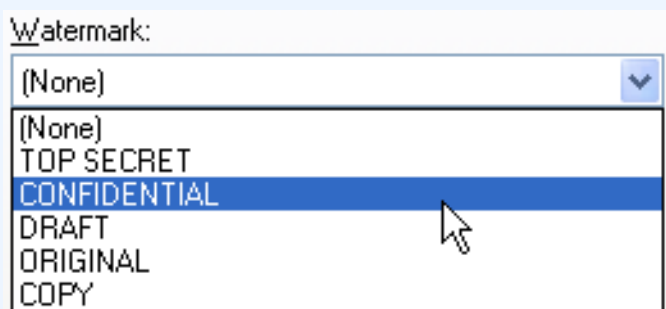 Watermark:
(None)
(None)
TOP SECRET
CONFIDENTIAL
DRAFT
ORIGINAL
COPY